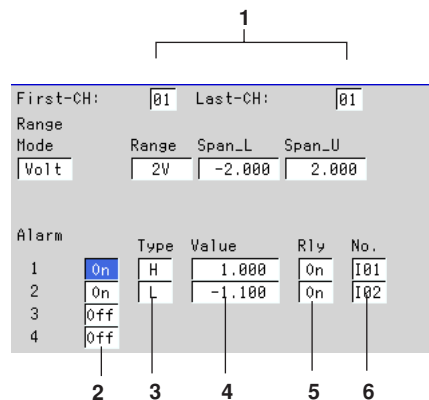 1
First-CH: 01 Last-CH: 01
Range
Mode Range Span_L Span_U
Volt 2V -2.000 2.000
Alarm
Type Value Rly No.
1 On H 1.000 On I01
2 On L -1.100 On I02
3 Off
4 Off
2 3 4 5 6